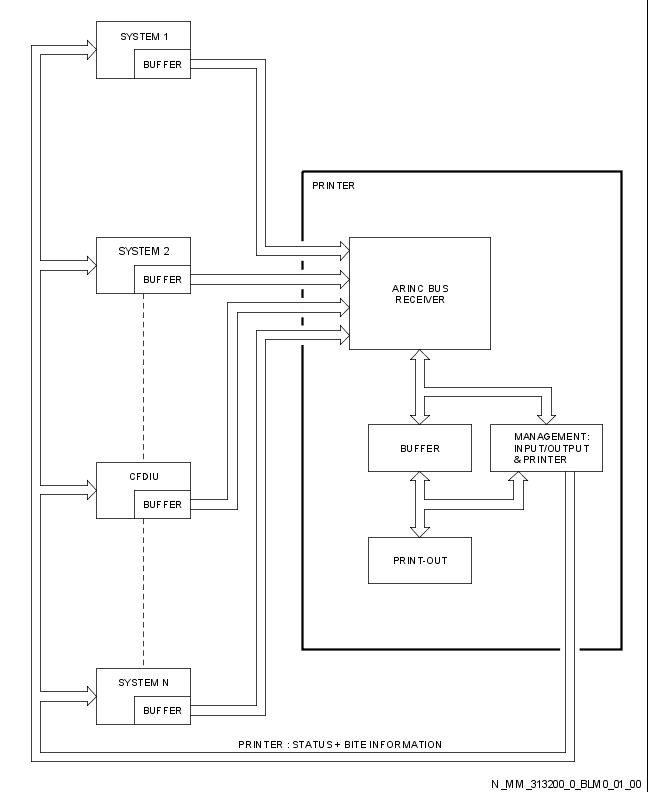 SYSTEM 1
BUFFER
PRINTER
SYSTEM 2
BUFFER
ARINC BUS
RECEIVER
BUFFER
MANAGEMENT:
INPUT/OUTPUT
& PRINTER
CFDIU
BUFFER
PRINT-OUT
SYSTEM N
BUFFER
PRINTER : STATUS + BITE INFORMATION
N_MM_313200_0_BLM0_01_00